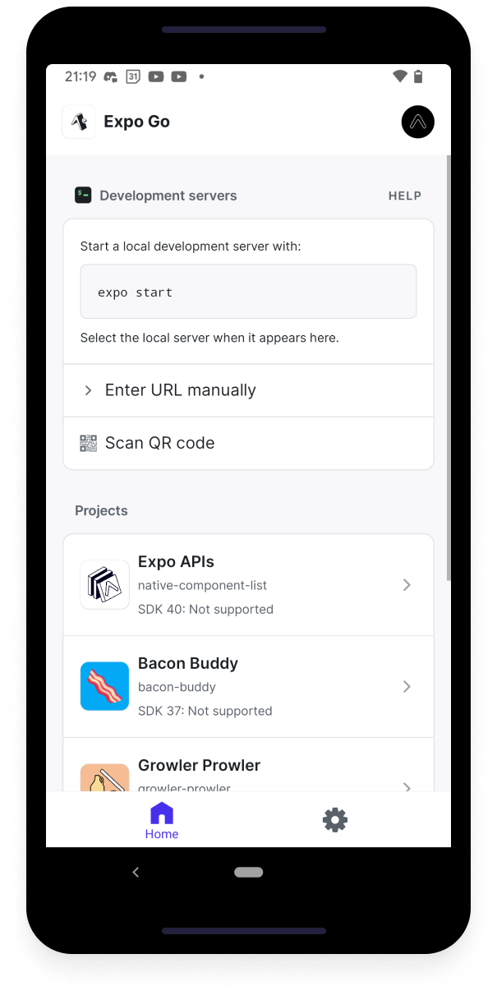 21:19
31
Expo Go
$
Development servers
HELP
Start a local development server with:
expo start
Select the local server when it appears here.
Enter URL manually
Scan QR code
Projects
Expo APIs
native-component-list
SDK 40: Not supported
Bacon Buddy
bacon-buddy
SDK 37: Not supported
Growler Prowler
growler-prowler
Home